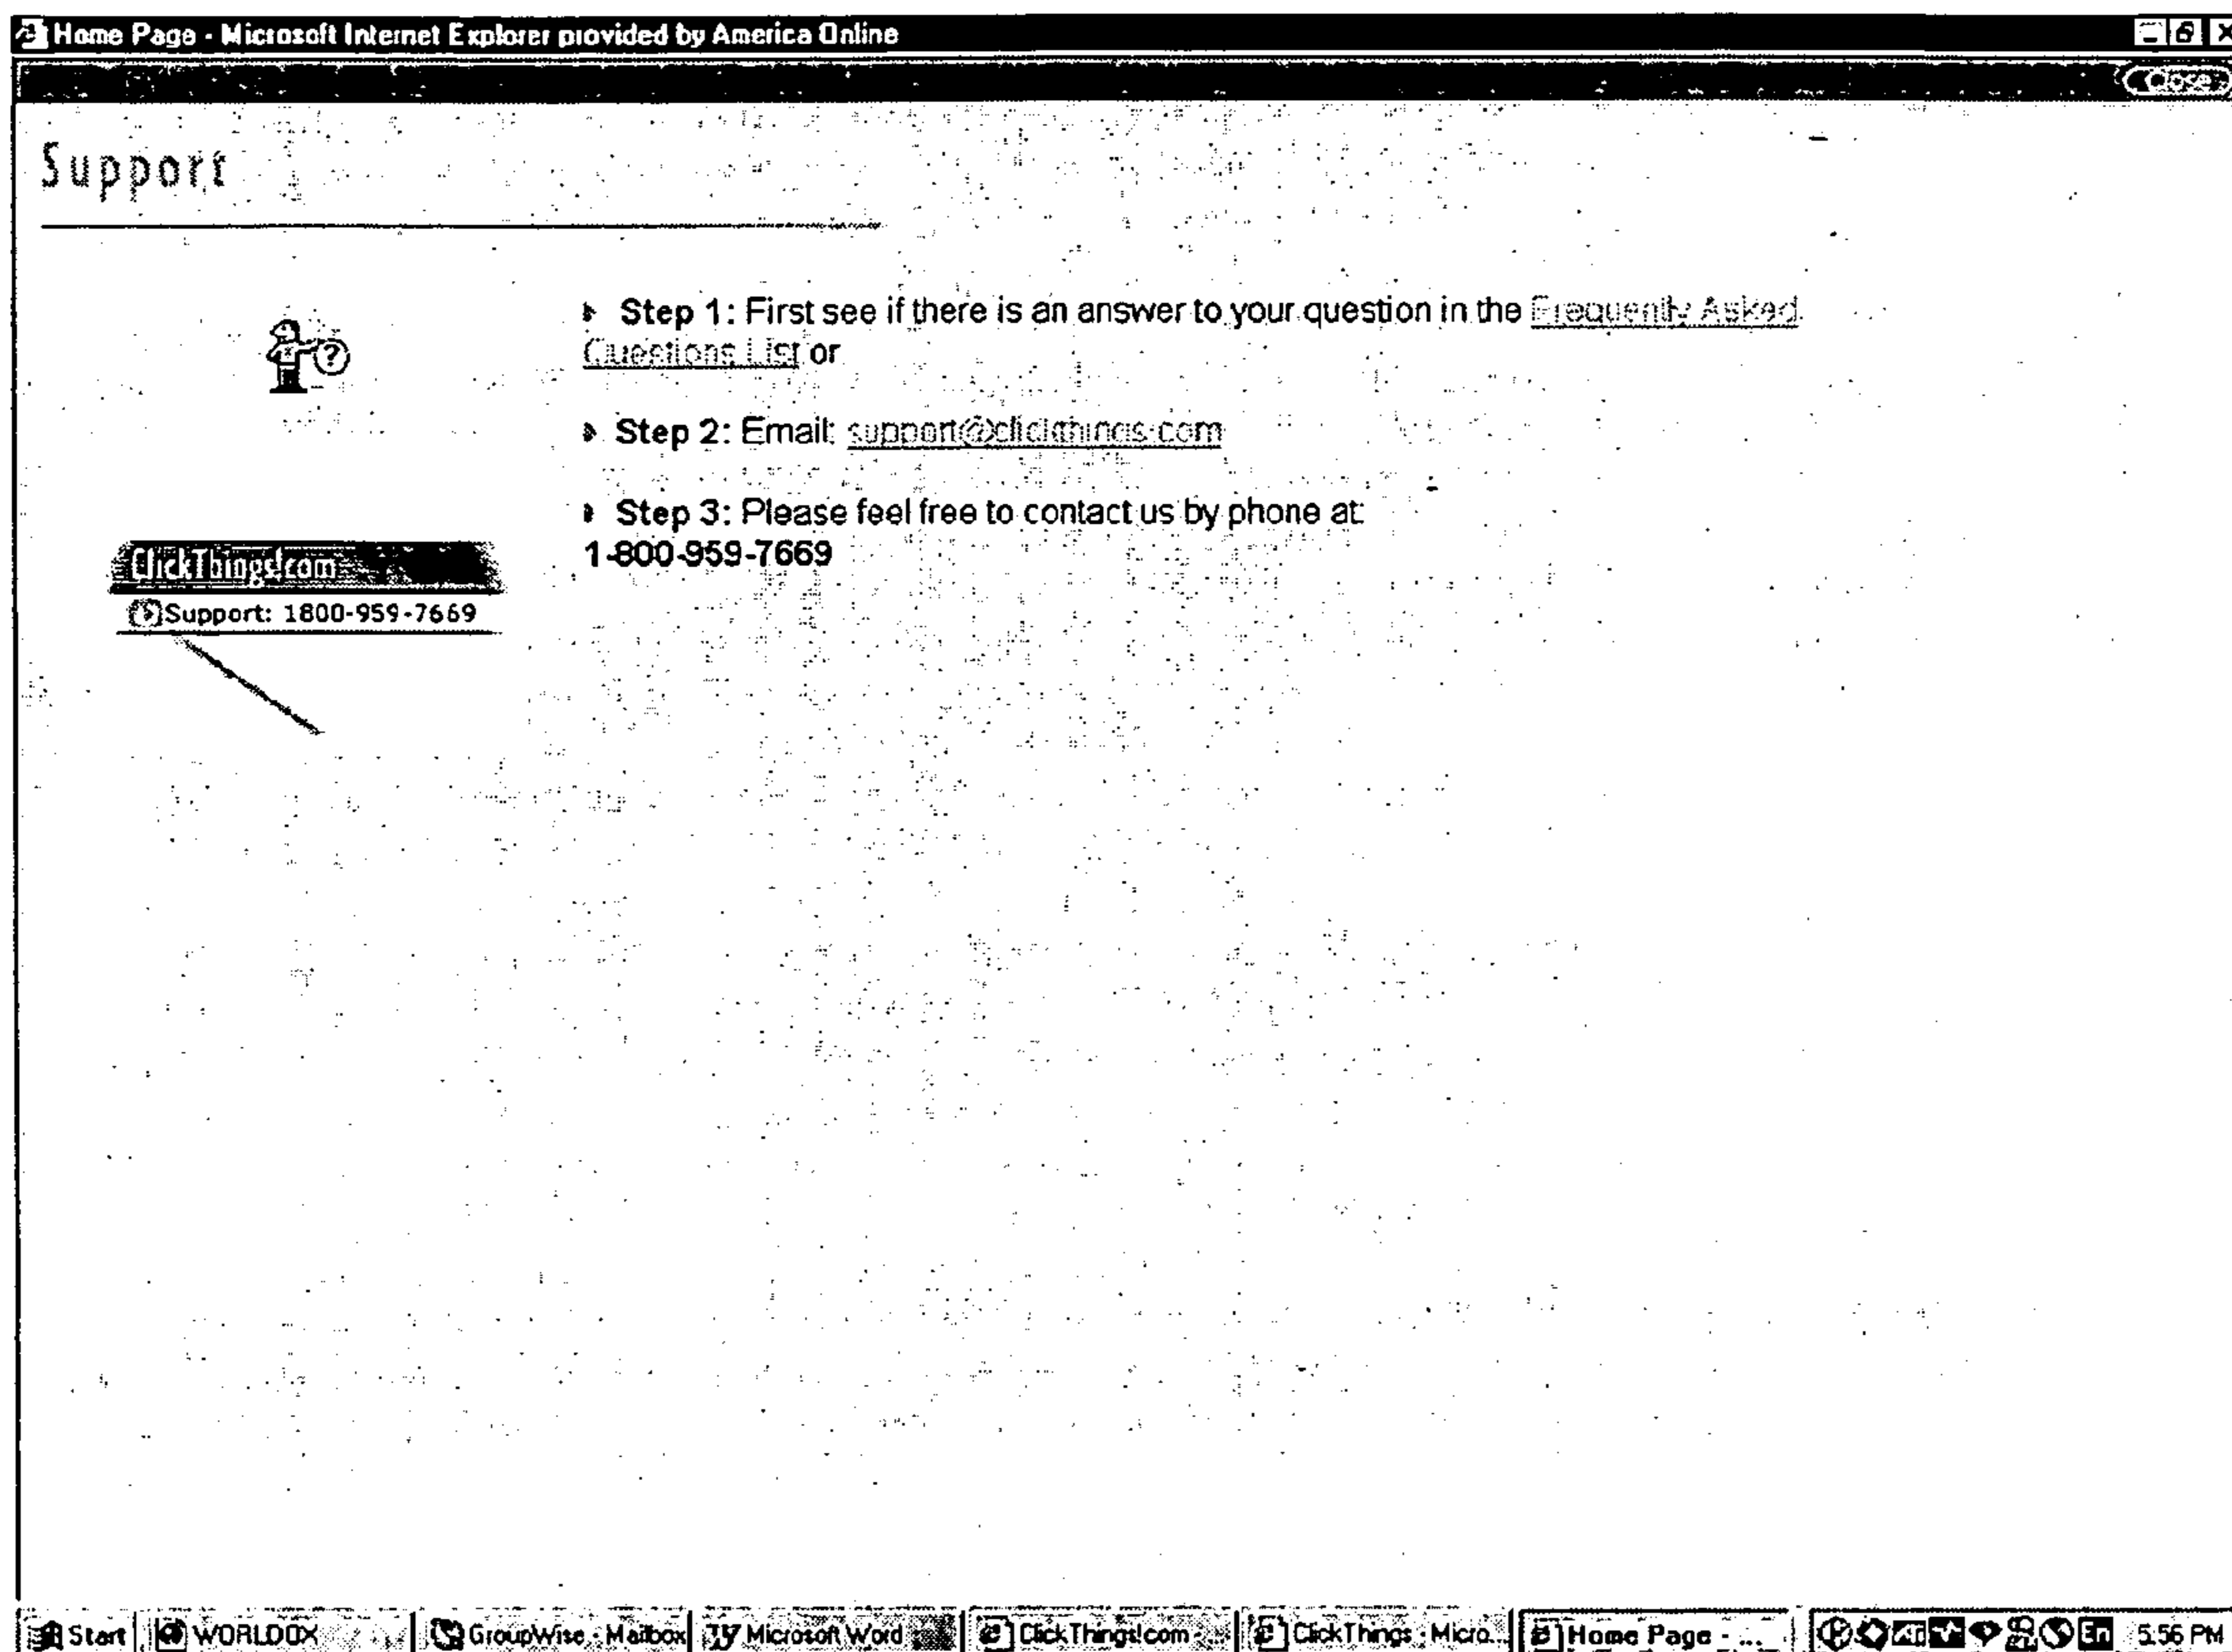 Home Page - Microsoft Internet Explorer provided by America Online
Close
Support
Step 1: First see if there is an answer to your question in the Frequently Asked
Questions List or
Step 2: Email: support@clickthings.com
Step 3: Please feel free to contact us by phone at:
1-800-959-7669
ClickThings!com
Support: 1800-959-7669
Start WORLDOX GroupWise - Mailbox Microsoft Word ClickThings!com - ClickThings - Micro... Home Page - ... En 5:56 PM